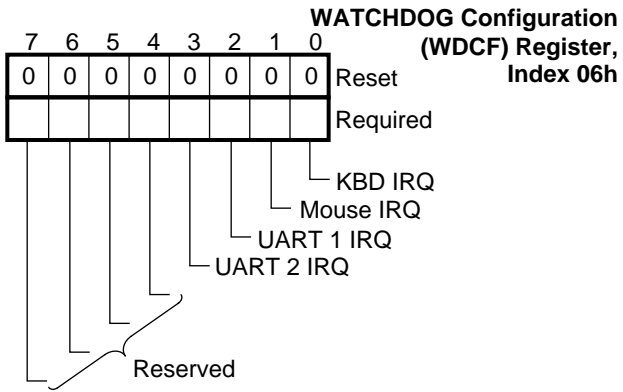 WATCHDOG Configuration
(WDCF) Register,
Index 06h
7 6 5 4 3 2 1 0
0 0 0 0 0 0 0 0 Reset
Required
KBD IRQ
Mouse IRQ
UART 1 IRQ
UART 2 IRQ
Reserved